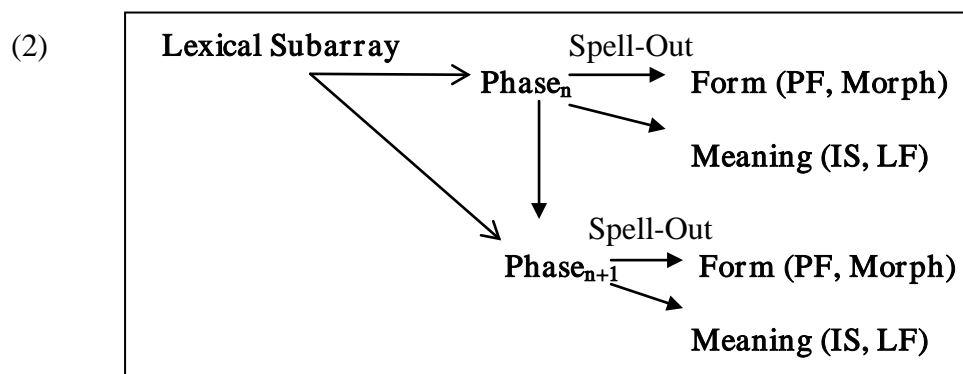 (2)
Lexical Subarray
Spell-Out
Phaseₙ
Form (PF, Morph)
Meaning (IS, LF)
Spell-Out
Phaseₙ₊₁
Form (PF, Morph)
Meaning (IS, LF)